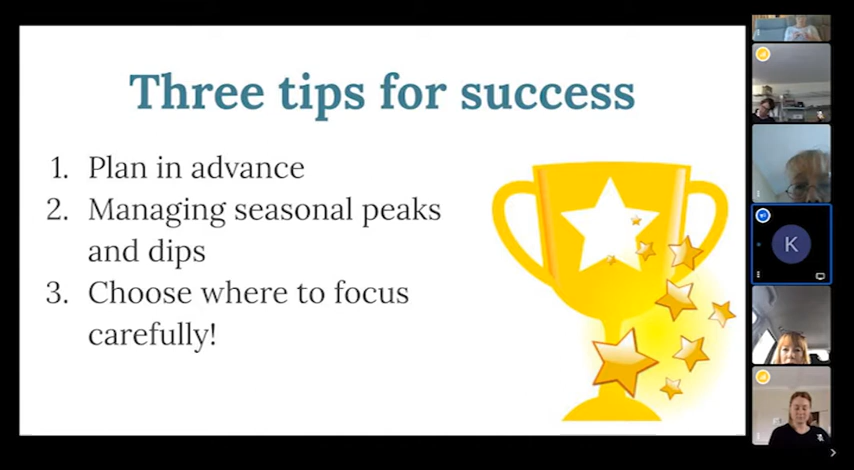 Three tips for success
1. Plan in advance
2. Managing seasonal peaks
and dips
3. Choose where to focus
carefully!
K